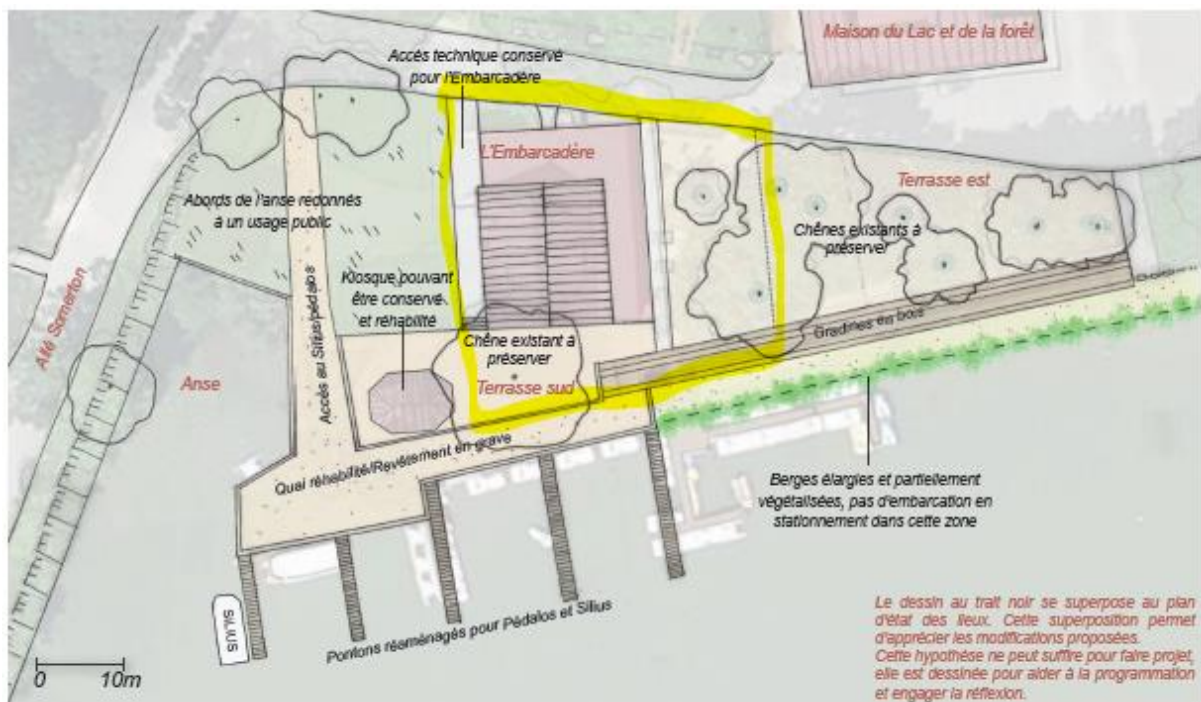 Maison du Lac et de la forêt
Accès technique conservé
pour l'Embarcadère
L'Embarcadère
Terrasse est
Abords de l'anse redonnés
à un usage public
Chênes existants à
préserver
Kiosque pouvant
être conservé
et réhabilité
Allé Somerton
Accès au Silius/pédalos
Gradines en bois
Chêne existant à
préserver
Anse
Terrasse sud
Quai réhabilité/Revêtement en grave
Berges élargies et partiellement
végétalisées, pas d'embarcation en
stationnement dans cette zone
SILIUS
Pontons réaménagés pour Pédalos et Silius
Le dessin au trait noir se superpose au plan
d'état des lieux. Cette superposition permet
d'apprécier les modifications proposées.
Cette hypothèse ne peut suffire pour faire projet,
elle est dessinée pour aider à la programmation
et engager la réflexion.
0 10m